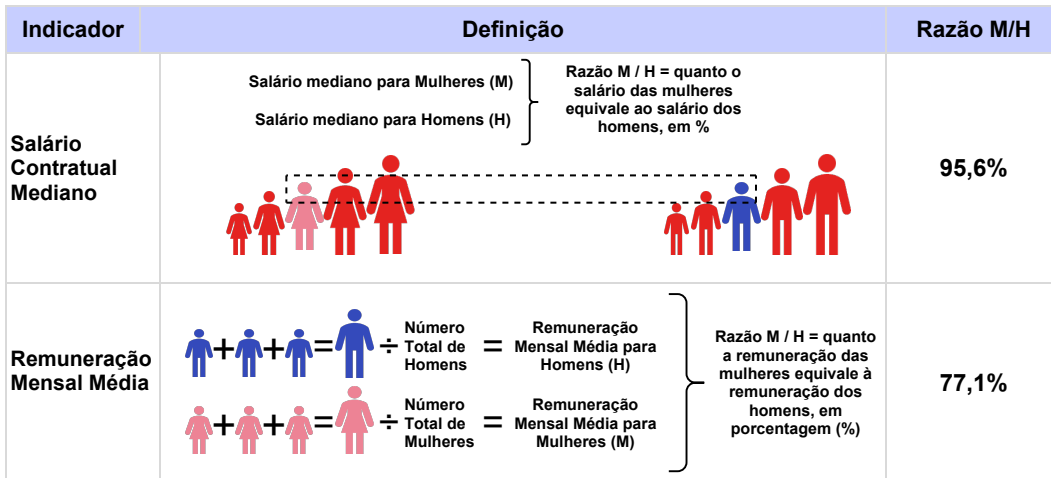 Indicador
Definição
Razão M/H
Salário
Contratual
Mediano
Salário mediano para Mulheres (M)
Salário mediano para Homens (H)
Razão M / H = quanto o
salário das mulheres
equivale ao salário dos
homens, em %
95,6%
Remuneração
Mensal Média
+ + = ÷
Número
Total de
Homens
=
Remuneração
Mensal Média para
Homens (H)
+ + = ÷
Número
Total de
Mulheres
=
Remuneração
Mensal Média para
Mulheres (M)
Razão M / H = quanto
a remuneração das
mulheres equivale à
remuneração dos
homens, em
porcentagem (%)
77,1%